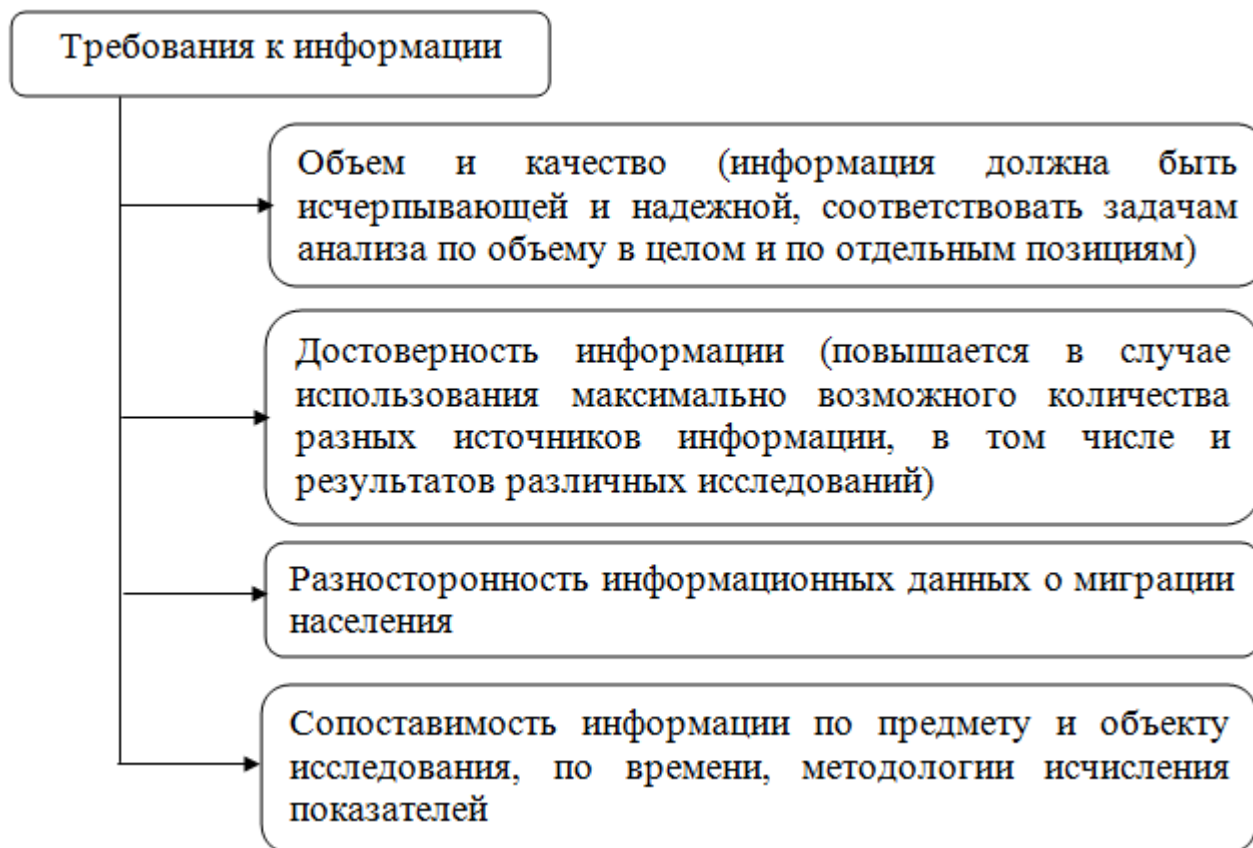 Требования к информации
Объем и качество (информация должна быть
исчерпывающей и надежной, соответствовать задачам
анализа по объему в целом и по отдельным позициям)
Достоверность информации (повышается в случае
использования максимально возможного количества
разных источников информации, в том числе и
результатов различных исследований)
Разносторонность информационных данных о миграции
населения
Сопоставимость информации по предмету и объекту
исследования, по времени, методологии исчисления
показателей